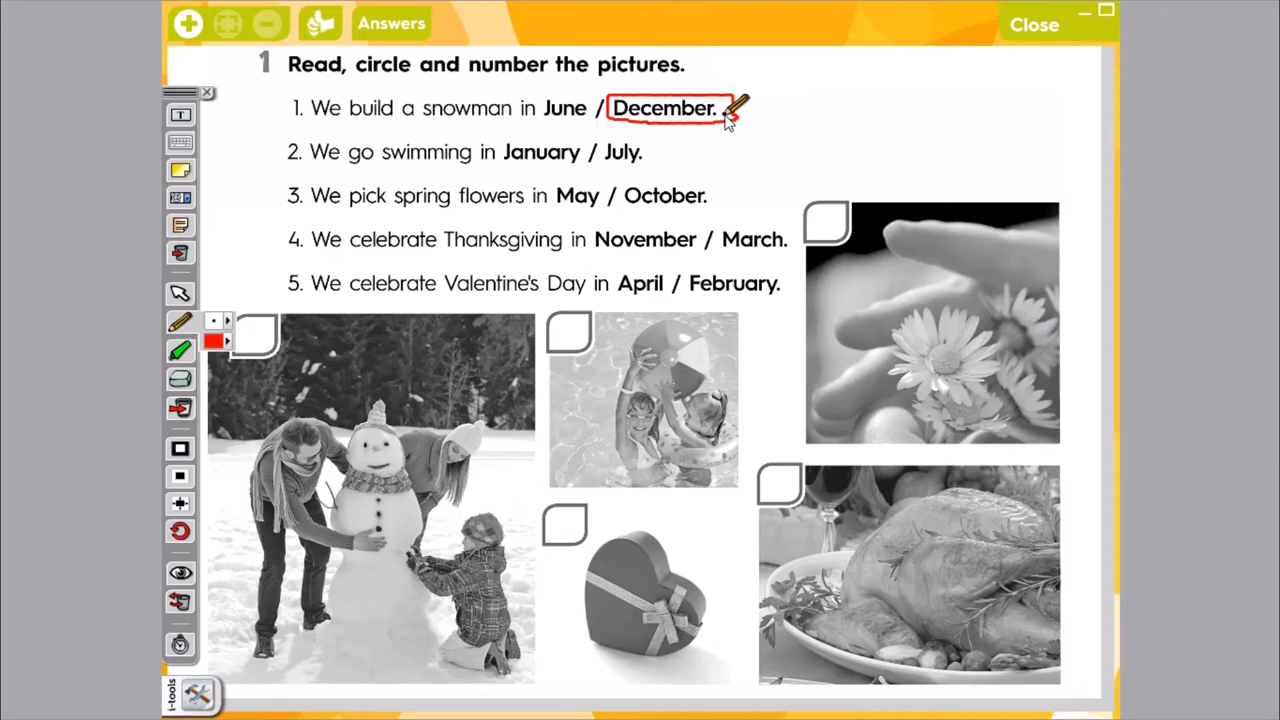 Answers
Close
1 Read, circle and number the pictures.
1. We build a snowman in June / December.
2. We go swimming in January / July.
3. We pick spring flowers in May / October.
4. We celebrate Thanksgiving in November / March.
5. We celebrate Valentine's Day in April / February.
T
i-tools